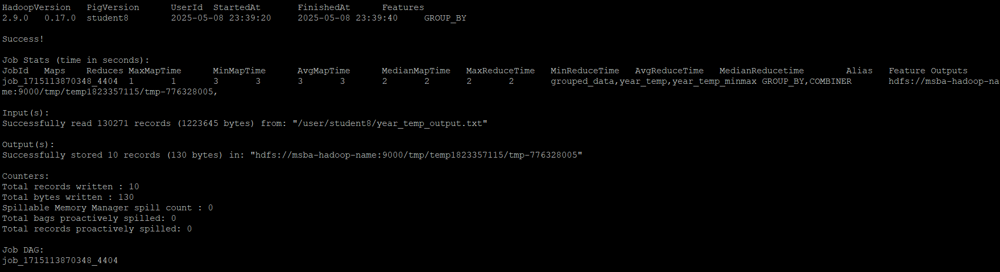 HadoopVersion PigVersion UserId StartedAt FinishedAt Features
2.9.0 0.17.0 student8 2025-05-08 23:39:20 2025-05-08 23:39:40 GROUP_BY
Success!
Job Stats (time in seconds):
JobId Maps Reduces MaxMapTime MinMapTime AvgMapTime MedianMapTime MaxReduceTime MinReduceTime AvgReduceTime MedianReducetime Alias Feature Outputs
job_1715113870348_4404 1 1 3 3 3 3 2 2 2 2 grouped_data,year_temp,year_temp_minmax GROUP_BY,COMBINER hdfs://msba-hadoop-na
me:9000/tmp/temp1823357115/tmp-776328005,
Input(s):
Successfully read 130271 records (1223645 bytes) from: "/user/student8/year_temp_output.txt"
Output(s):
Successfully stored 10 records (130 bytes) in: "hdfs://msba-hadoop-name:9000/tmp/temp1823357115/tmp-776328005"
Counters:
Total records written : 10
Total bytes written : 130
Spillable Memory Manager spill count : 0
Total bags proactively spilled: 0
Total records proactively spilled: 0
Job DAG:
job_1715113870348_4404